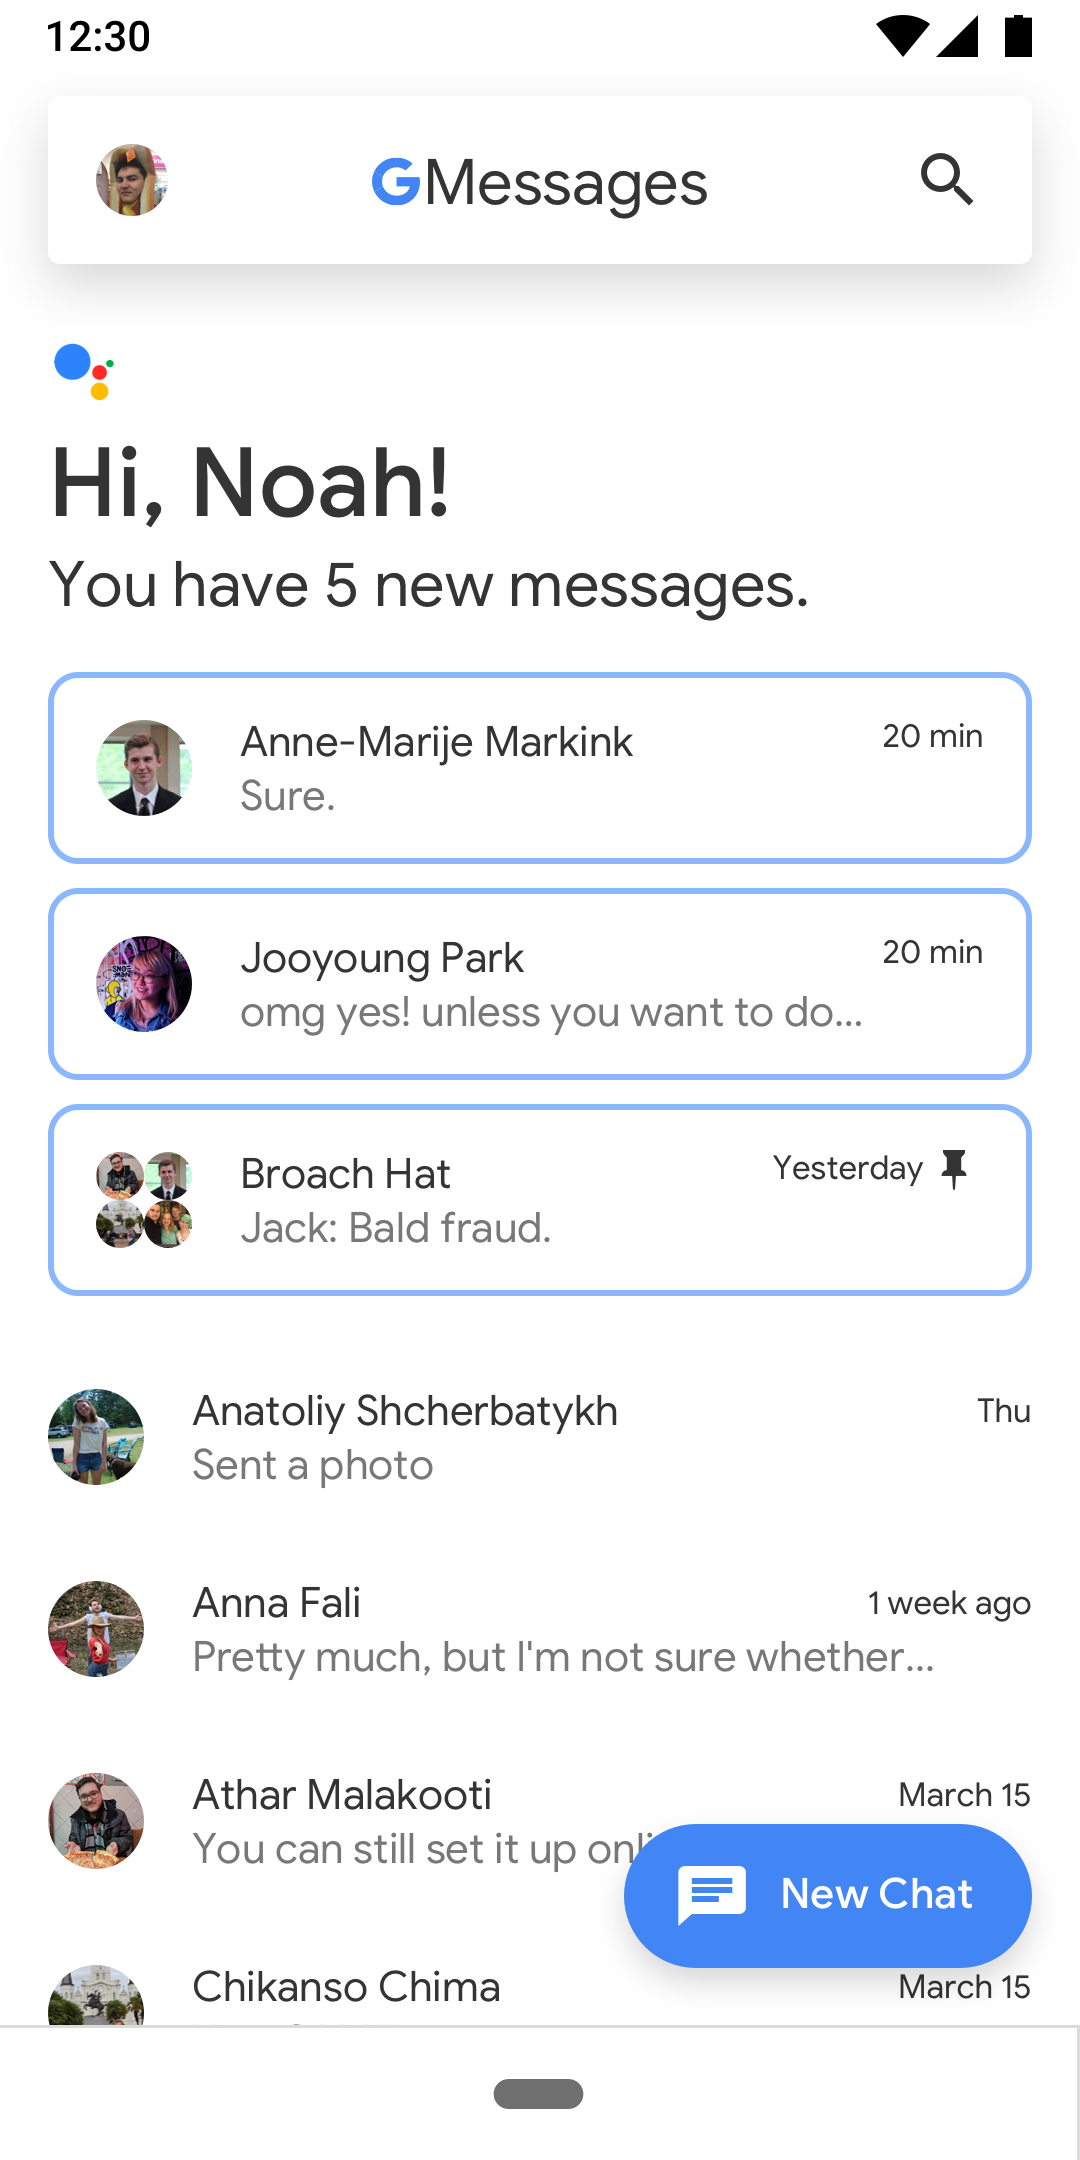 12:30
GMessages
Hi, Noah!
You have 5 new messages.
Anne-Marije Markink
20 min
Sure.
Jooyoung Park
20 min
omg yes! unless you want to do...
Broach Hat
Yesterday
Jack: Bald fraud.
Anatoliy Shcherbatykh
Thu
Sent a photo
Anna Fali
1 week ago
Pretty much, but I'm not sure whether...
Athar Malakooti
March 15
You can still set it up
New Chat
Chikanso Chima
March 15